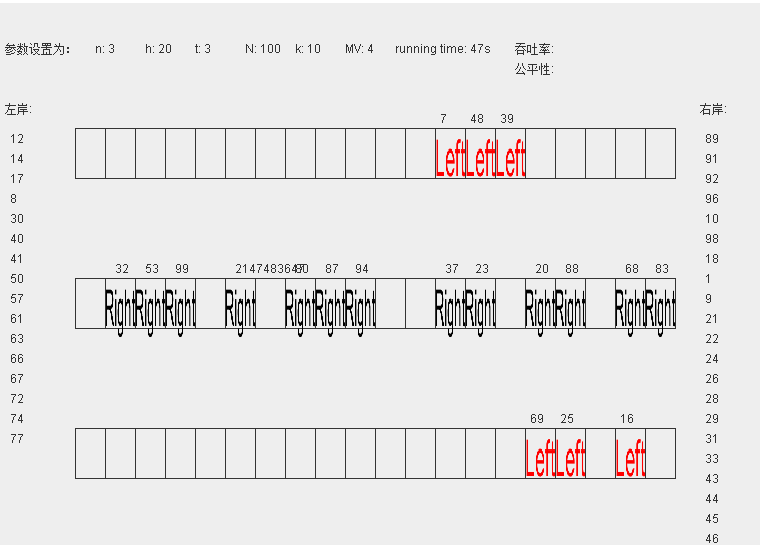 参数设置为: n: 3 h: 20 t: 3 N: 100 k: 10 MV: 4 running time: 47s 吞吐率:
公平性:
左岸: 右岸:
7 48 39
12 89
Left Left Left
14 91
17 92
8 96
30 10
40 98
41 18
32 53 99 2147483647 80 87 94 37 23 20 88 68 83
50 1
57 9
Right Right Right Right Right Right Right Right Right Right Right Right Right
61 21
63 22
66 24
67 26
72 28
69 25 16
74 29
77 31
Left Left Left
33
43
44
45
46